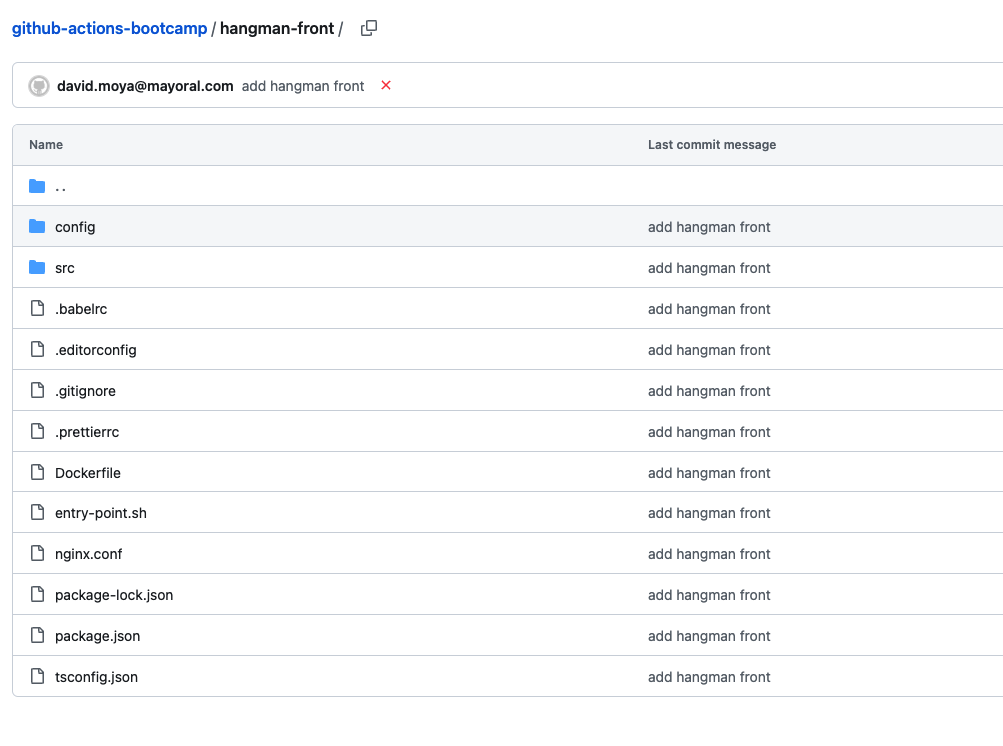 github-actions-bootcamp / hangman-front /
david.moya@mayoral.com add hangman front
Name Last commit message
..
config add hangman front
src add hangman front
.babelrc add hangman front
.editorconfig add hangman front
.gitignore add hangman front
.prettierrc add hangman front
Dockerfile add hangman front
entry-point.sh add hangman front
nginx.conf add hangman front
package-lock.json add hangman front
package.json add hangman front
tsconfig.json add hangman front